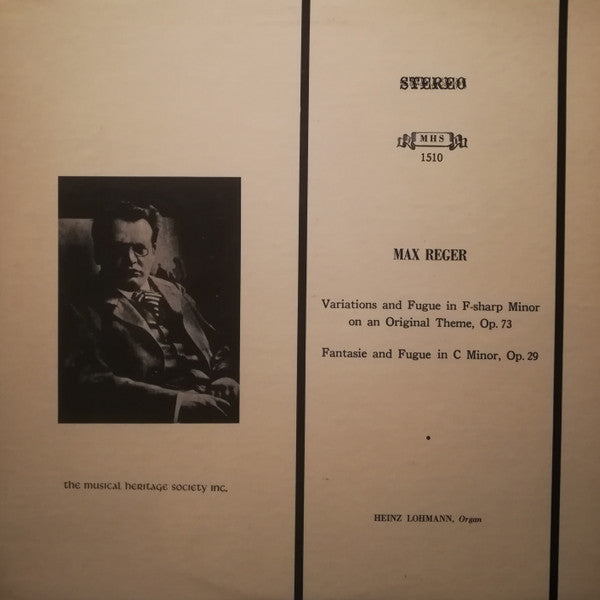 STEREO
MHS
1510
MAX REGER
Variations and Fugue in F-sharp Minor
on an Original Theme, Op. 73
Fantasie and Fugue in C Minor, Op. 29
the musical heritage society inc.
HEINZ LOHMANN, Organ